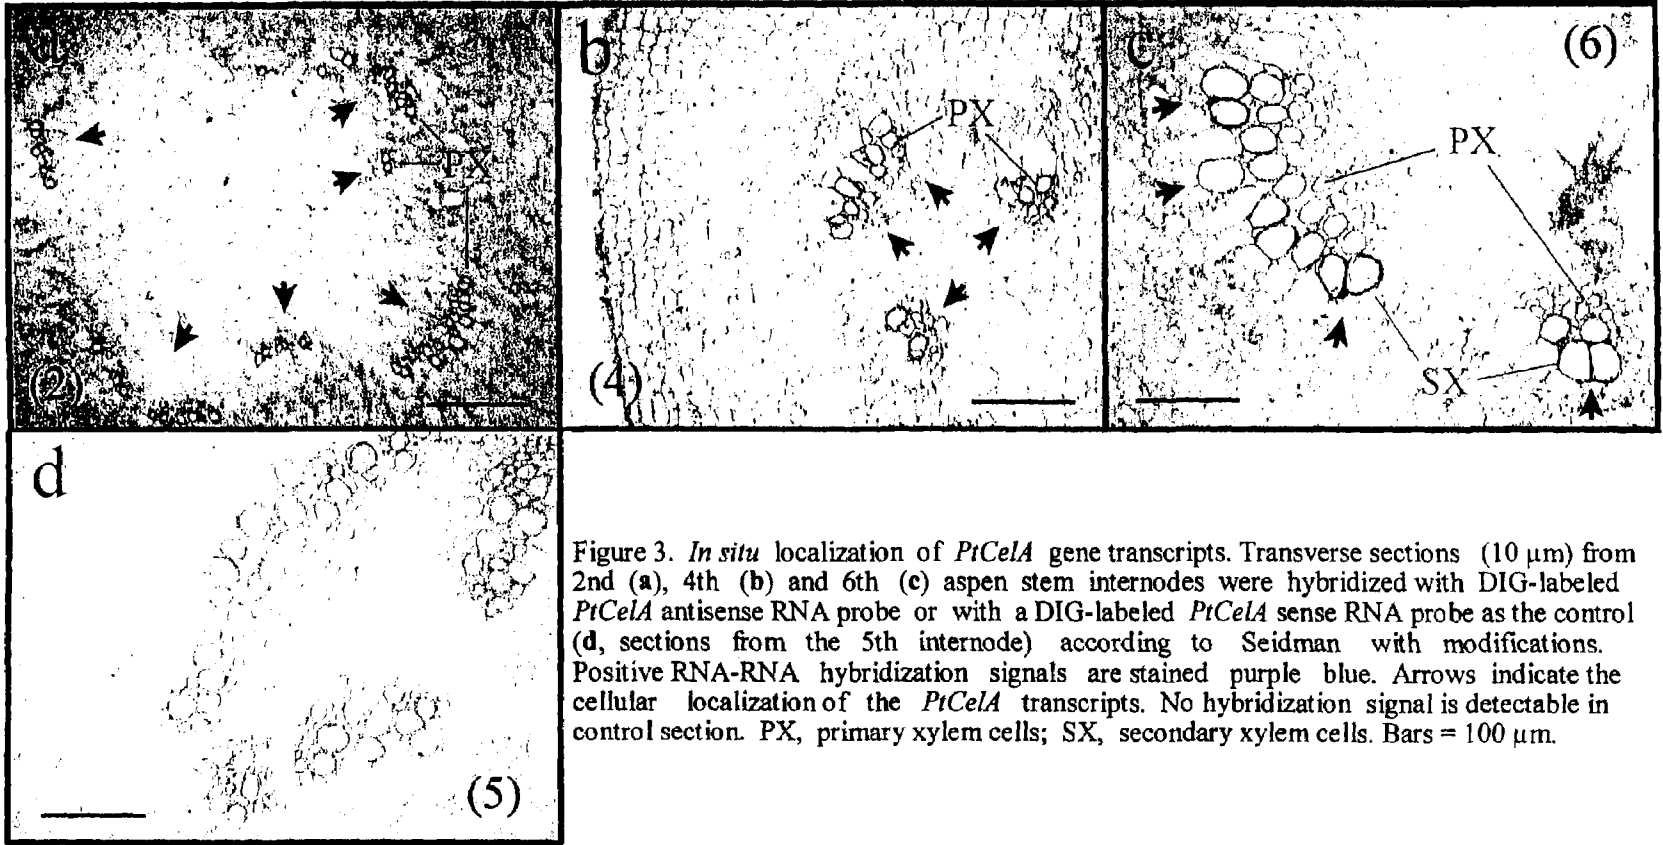 a
PX
(2)
b
PX
(4)
c
(6)
PX
SX
d
(5)
Figure 3. In situ localization of PtCelA gene transcripts. Transverse sections (10 μm) from
2nd (a), 4th (b) and 6th (c) aspen stem internodes were hybridized with DIG-labeled
PtCelA antisense RNA probe or with a DIG-labeled PtCelA sense RNA probe as the control
(d, sections from the 5th internode) according to Seidman with modifications.
Positive RNA-RNA hybridization signals are stained purple blue. Arrows indicate the
cellular localization of the PtCelA transcripts. No hybridization signal is detectable in
control section. PX, primary xylem cells; SX, secondary xylem cells. Bars = 100 μm.